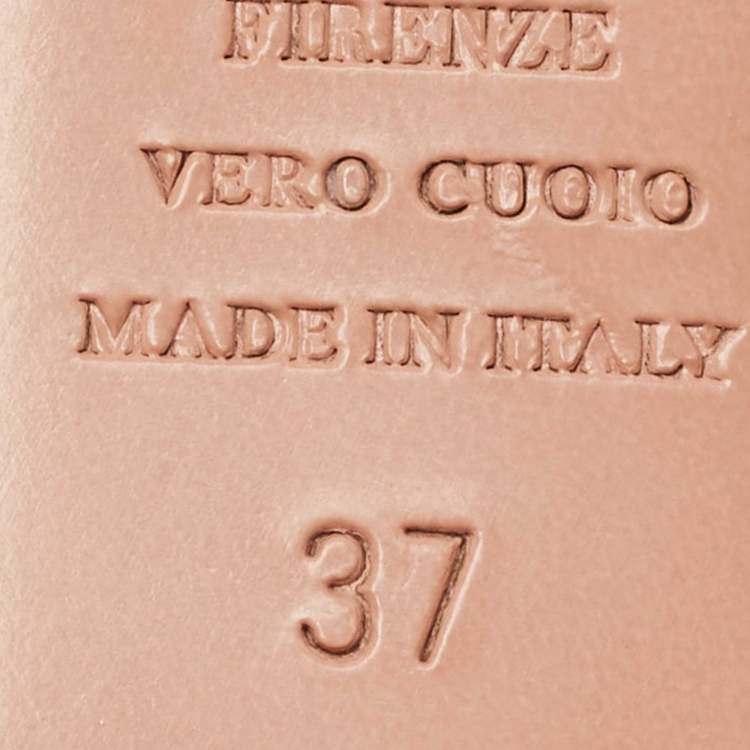 FIRENZE
VERO CUOIO
MADE IN ITALY
37